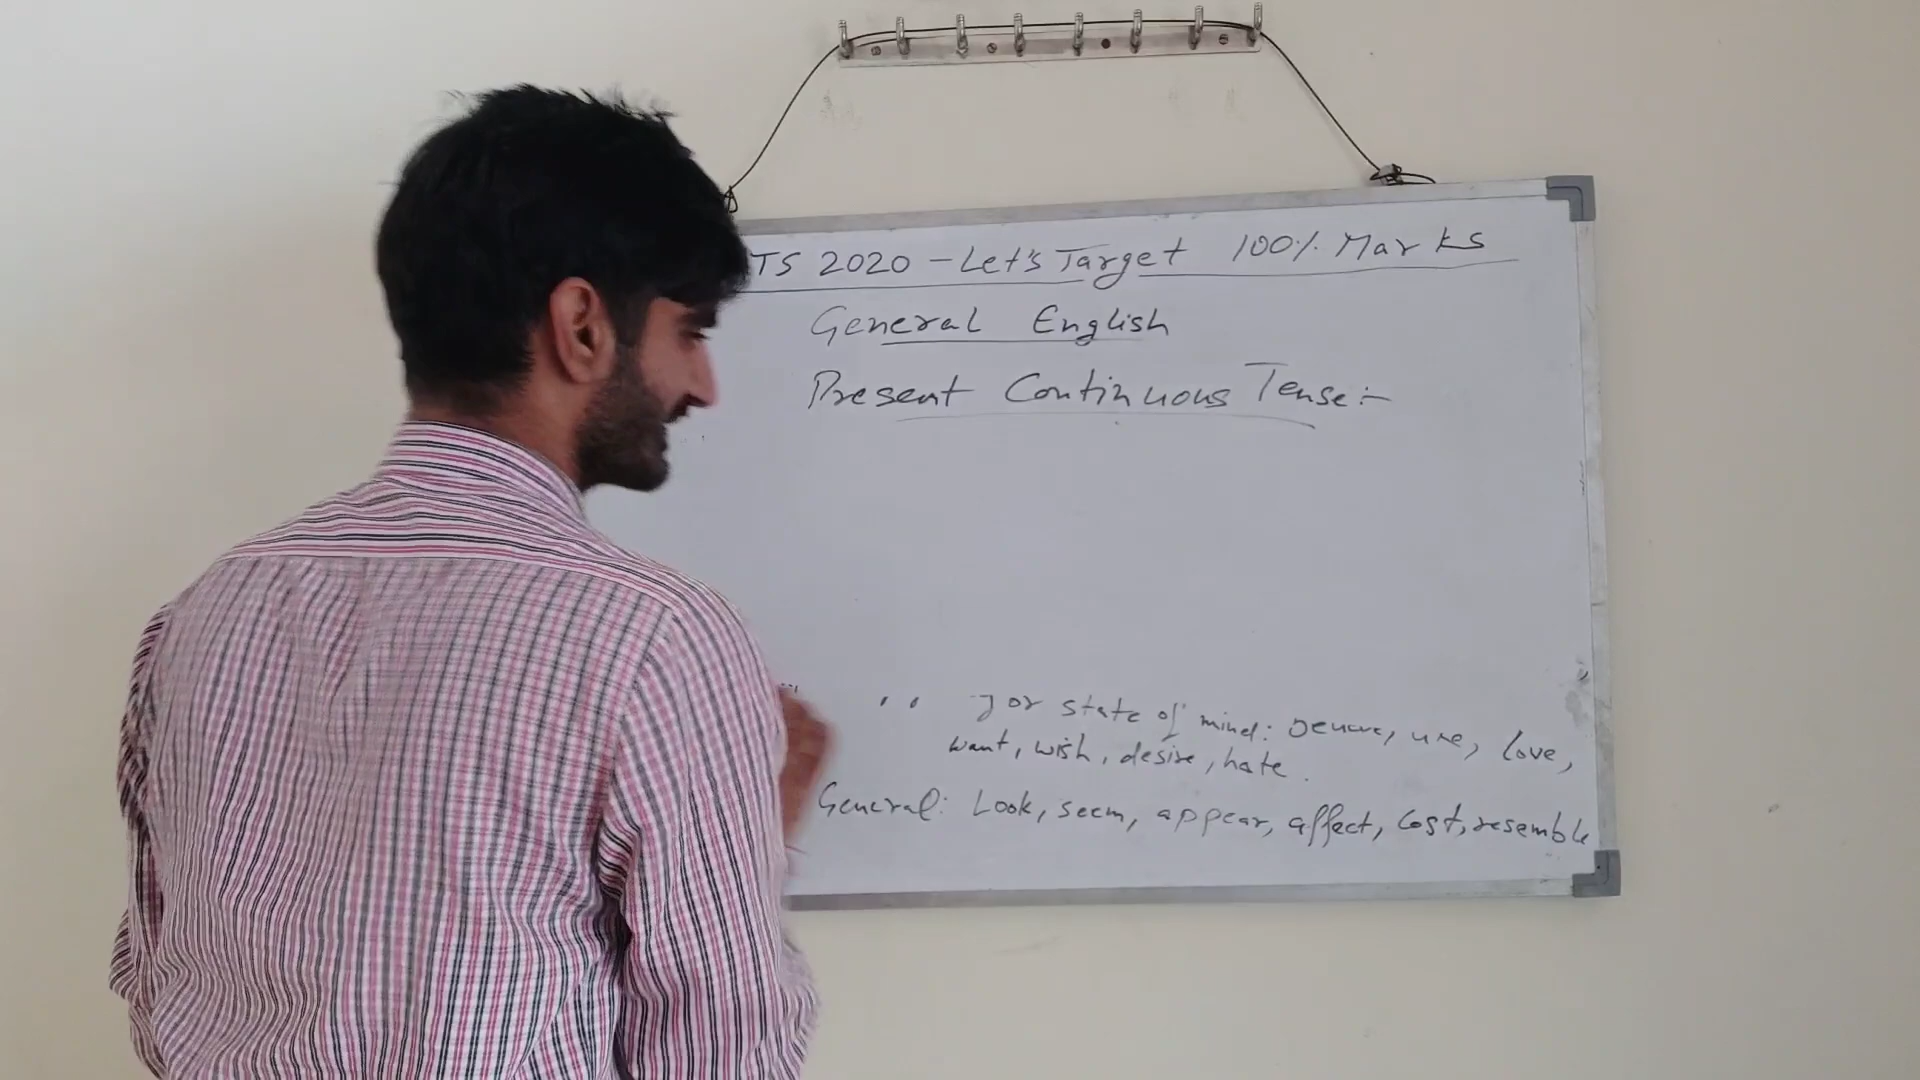 TS 2020 - Let's Target 100% Marks
General English
Present Continuous Tense:-
or state of mind: love,
want, wish, desire, hate.
General: Look, seem, appear, affect, cost, resemble